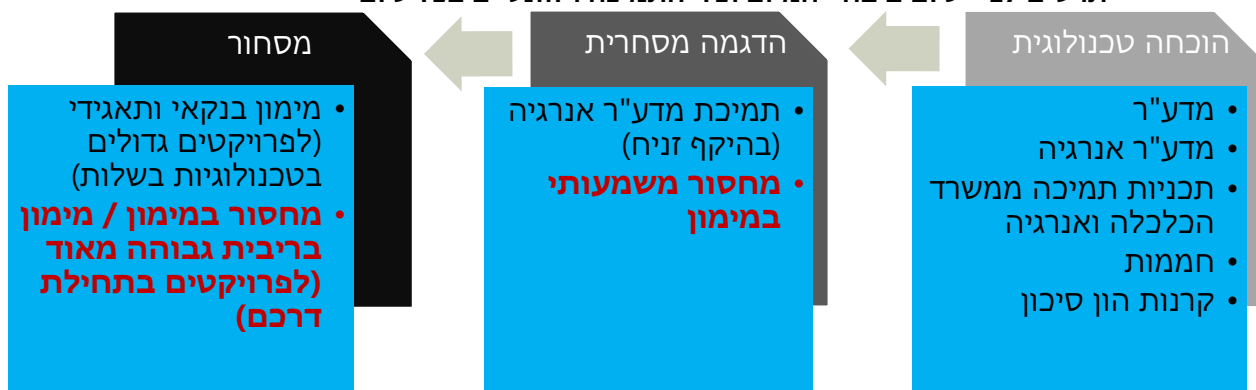 הוכחה טכנולוגית
• מדע"ר
• מדע"ר אנרגיה
• תכניות תמיכה ממשרד
הכלכלה ואנרגיה
• חממות
• קרנות הון סיכון
הדגמה מסחרית
• תמיכת מדע"ר אנרגיה
(בהיקף זניח)
• מחסור משמעותי
במימון
מסחור
• מימון בנקאי ותאגידי
(לפרויקטים גדולים
בטכנולוגיות בשלות)
• מחסור במימון / מימון
בריבית גבוהה מאוד
(לפרויקטים בתחילת
דרכם)